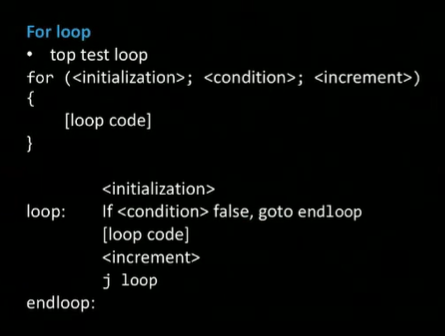 For loop
• top test loop
for (<initialization>; <condition>; <increment>)
{
[loop code]
}
<initialization>
loop: If <condition> false, goto endloop
[loop code]
<increment>
j loop
endloop: